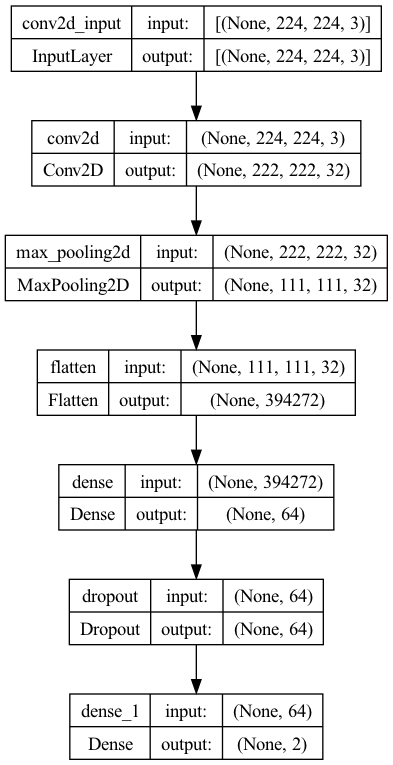 conv2d_input input: [(None, 224, 224, 3)]
InputLayer output: [(None, 224, 224, 3)]
conv2d input: (None, 224, 224, 3)
Conv2D output: (None, 222, 222, 32)
max_pooling2d input: (None, 222, 222, 32)
MaxPooling2D output: (None, 111, 111, 32)
flatten input: (None, 111, 111, 32)
Flatten output: (None, 394272)
dense input: (None, 394272)
Dense output: (None, 64)
dropout input: (None, 64)
Dropout output: (None, 64)
dense_1 input: (None, 64)
Dense output: (None, 2)